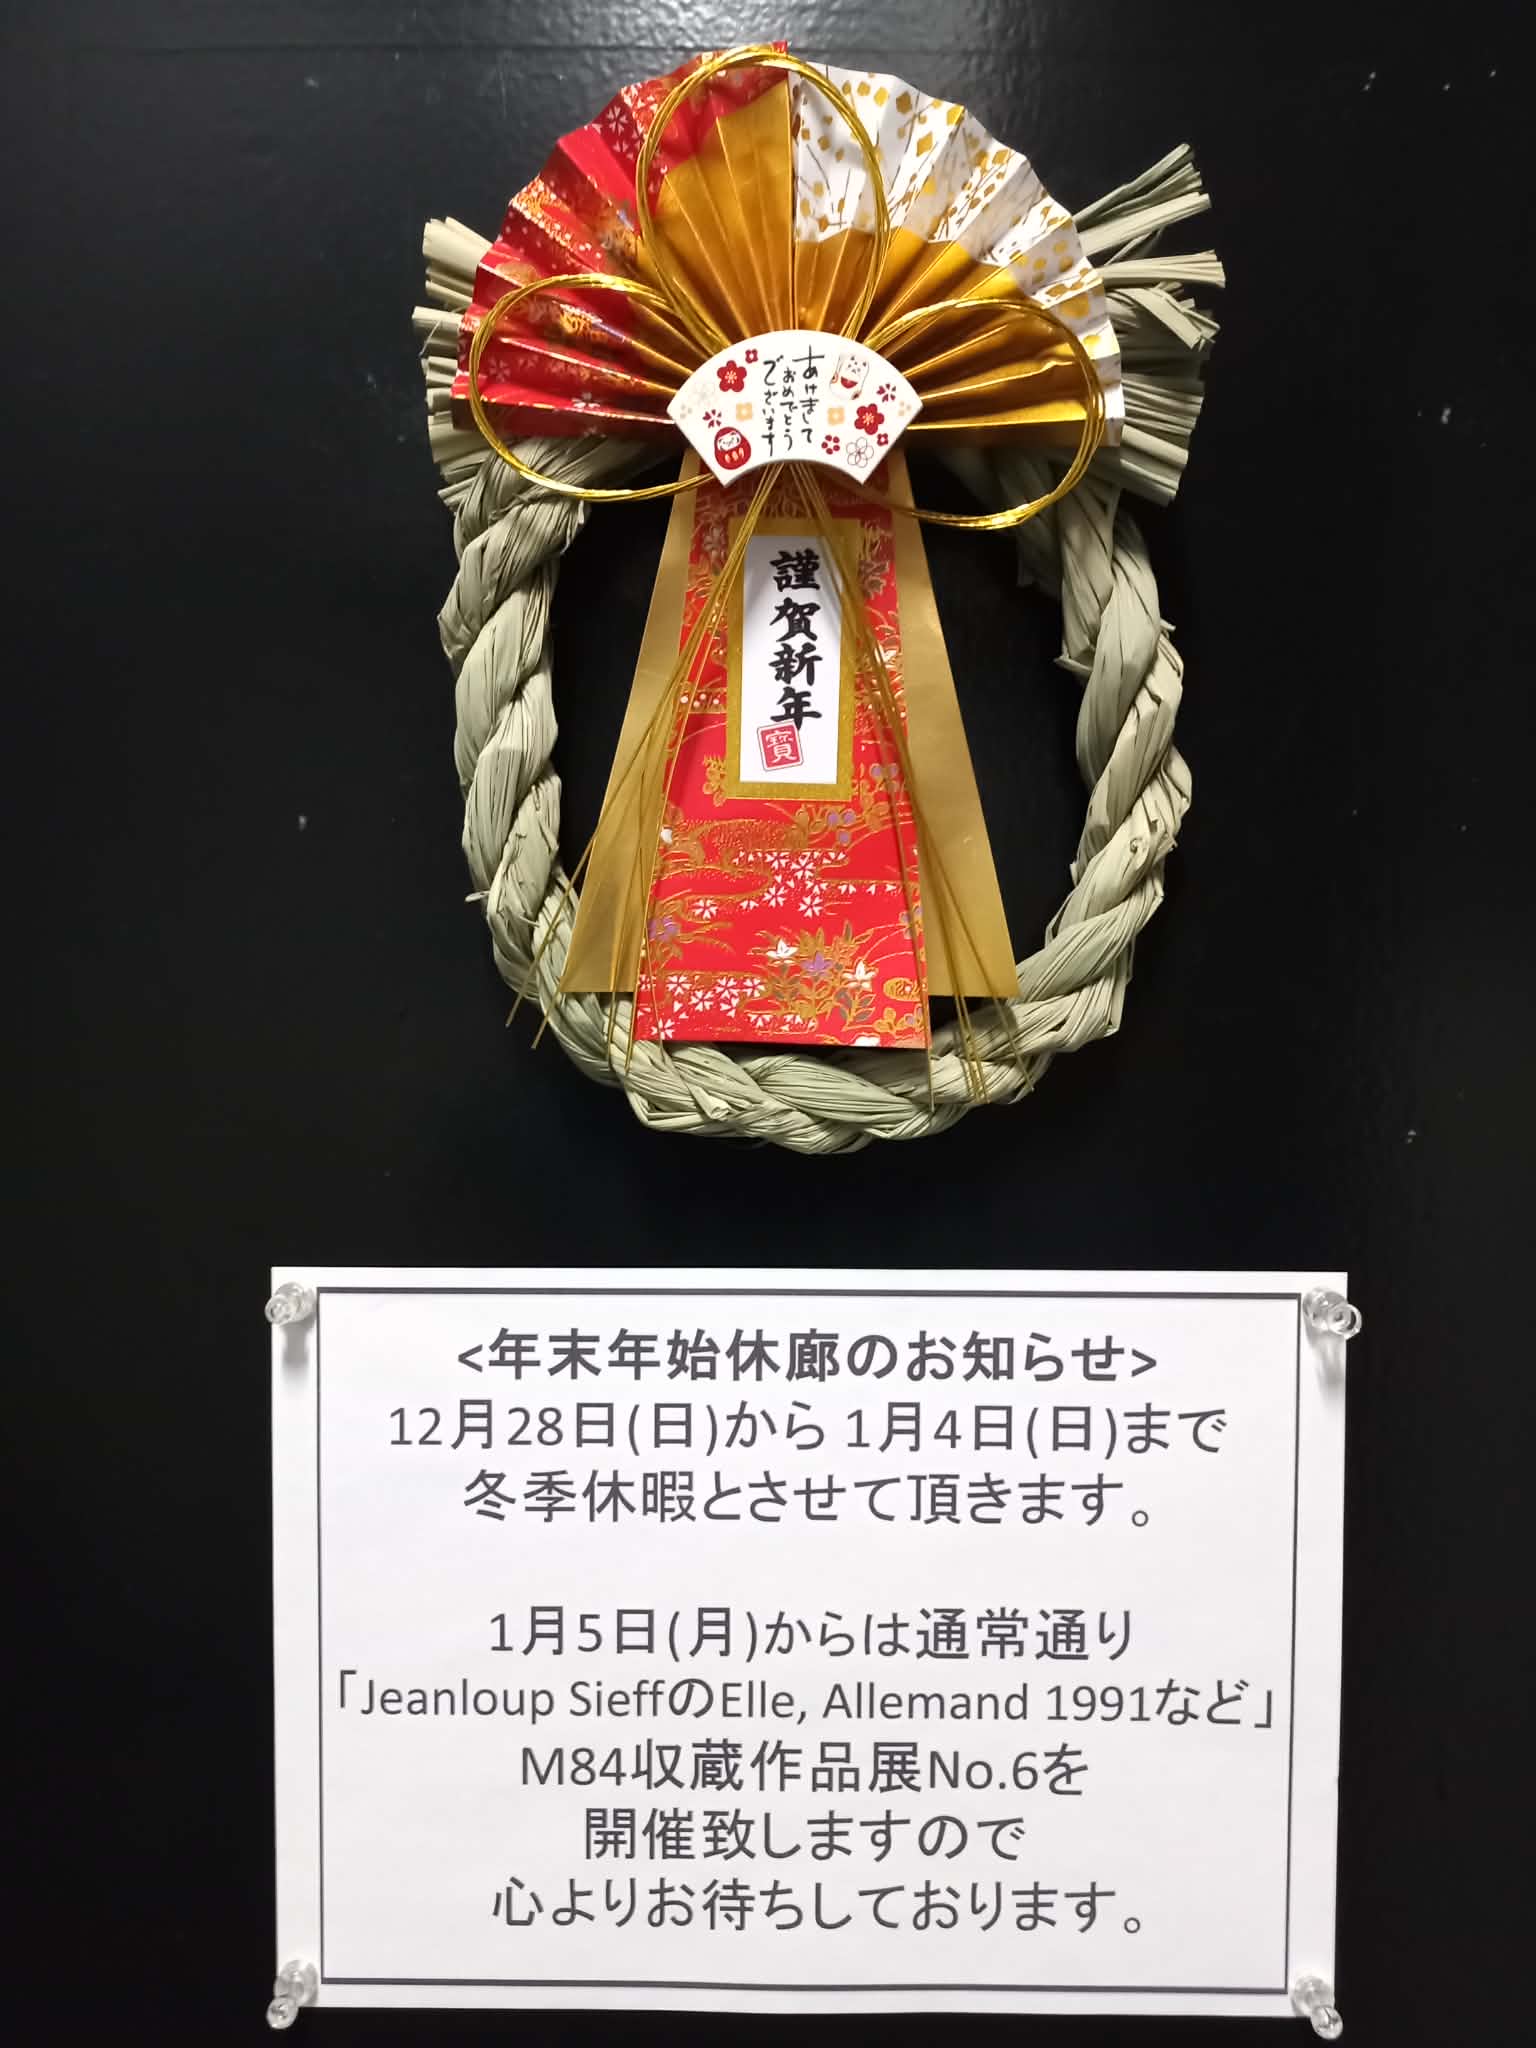 あけまして
おめでとう
ございます
謹賀新年
寶
<年末年始休廊のお知らせ>
12月28日(日)から1月4日(日)まで
冬季休暇とさせて頂きます。
1月5日(月)からは通常通り
「Jeanloup SieffのElle, Allemand 1991など」
M84収蔵作品展No.6を
開催致しますので
心よりお待ちしております。